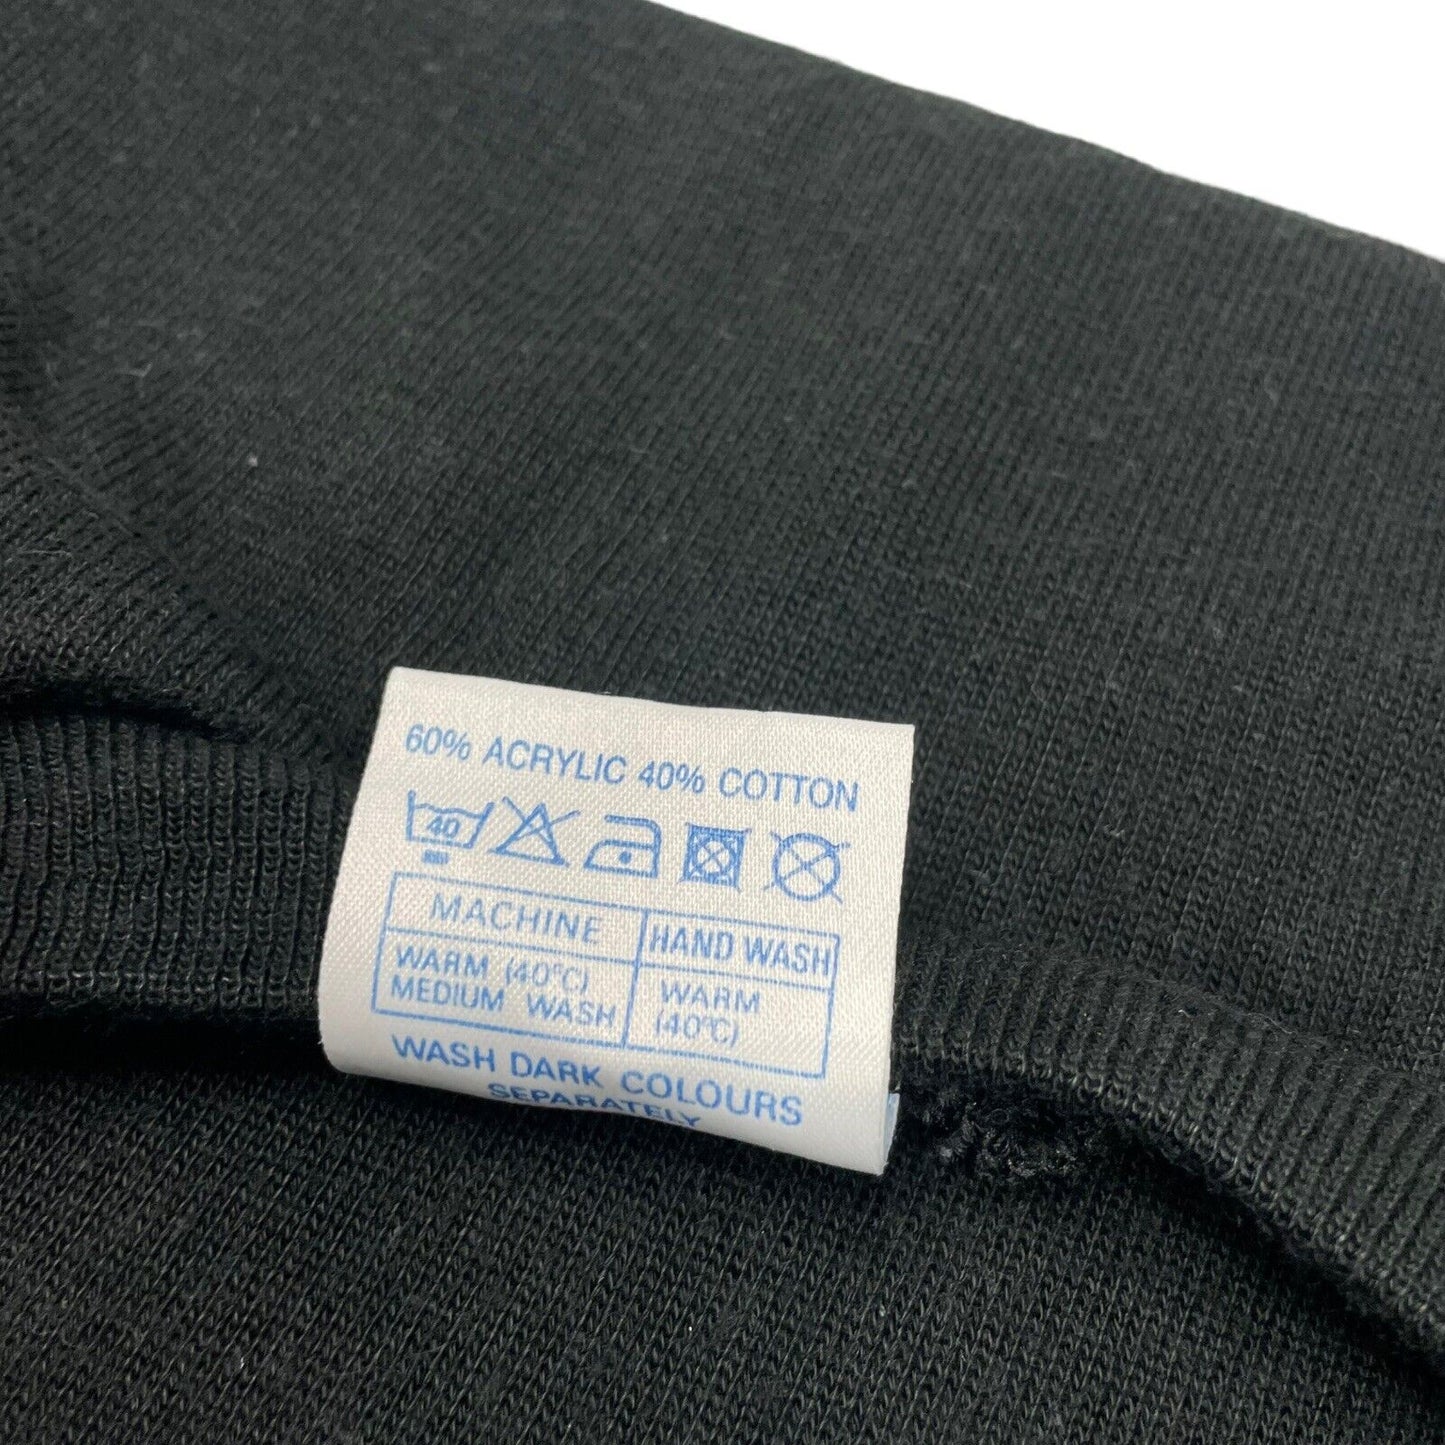 60% ACRYLIC 40% COTTON
40
MACHINE
HAND WASH
WARM (40°C)
MEDIUM WASH
WARM
(40°C)
WASH DARK COLOURS
SEPARATELY